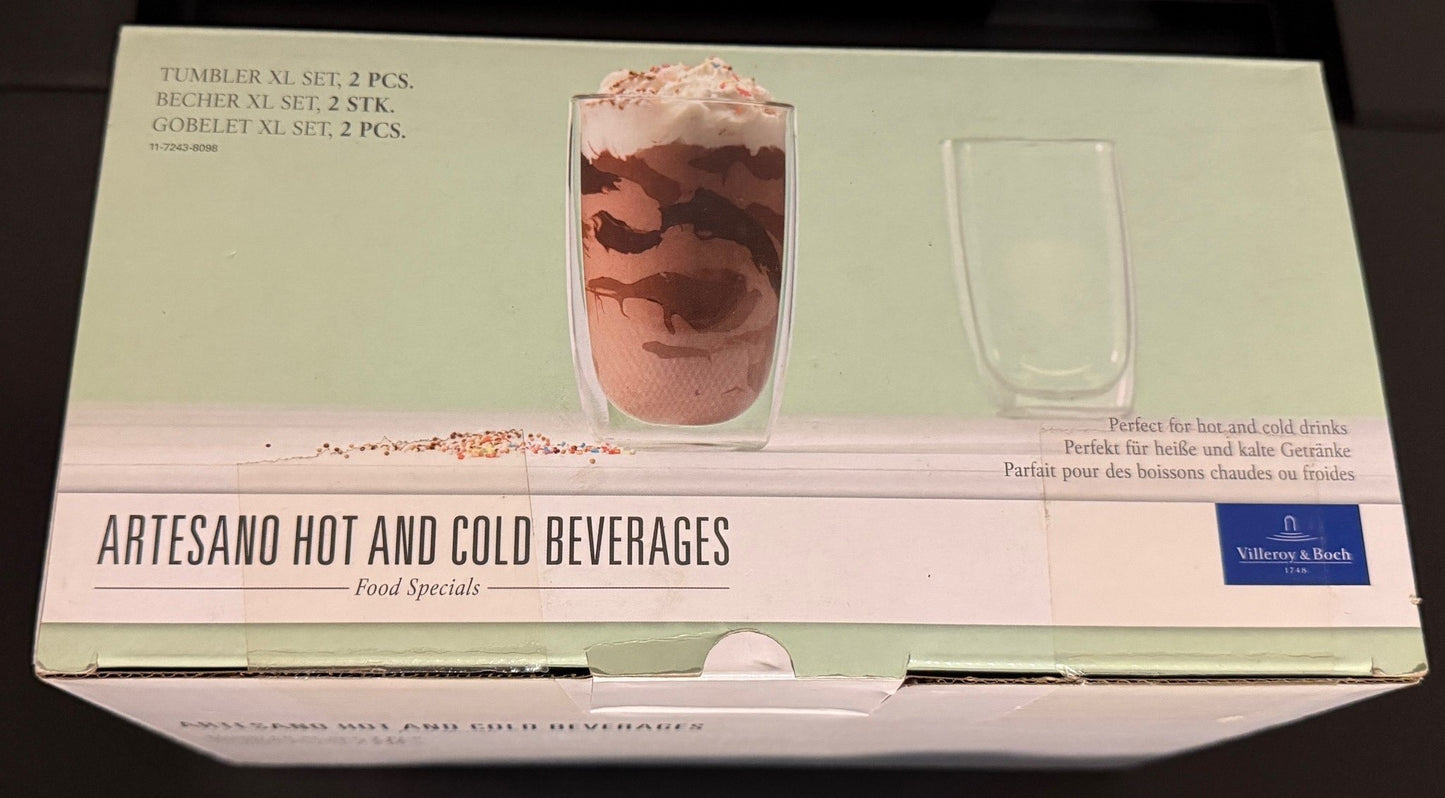 TUMBLER XL SET, 2 PCS.
BECHER XL SET, 2 STK.
GOBELET XL SET, 2 PCS.
11-7243-8098
Perfect for hot and cold drinks
Perfekt für heiße und kalte Getränke
Parfait pour des boissons chaudes ou froides
ARTESANO HOT AND COLD BEVERAGES
Food Specials
Villeroy & Boch
1748
ARTESANO HOT AND COLD BEVERAGES